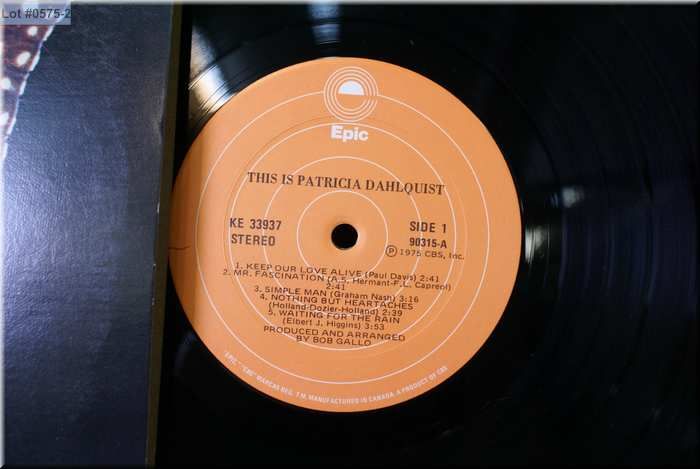 Lot #0575-2
Epic
THIS IS PATRICIA DAHLQUIST
KE 33937
STEREO
SIDE 1
90315-A
Ⓟ 1975 CBS, Inc.
1. KEEP OUR LOVE ALIVE (Paul Davis) 2:41
2. MR. FASCINATION (A.S. Hermant-F.L. Capreol)
2:41
3. SIMPLE MAN (Graham Nash) 3:16
4. NOTHING BUT HEARTACHES
(Holland-Dozier-Holland) 2:39
5. WAITING FOR THE RAIN
(Elbert J. Higgins) 3:53
PRODUCED AND ARRANGED
BY BOB GALLO
"EPIC," "CBS" MARCAS REG. T.M. MANUFACTURED IN CANADA. A PRODUCT OF CBS